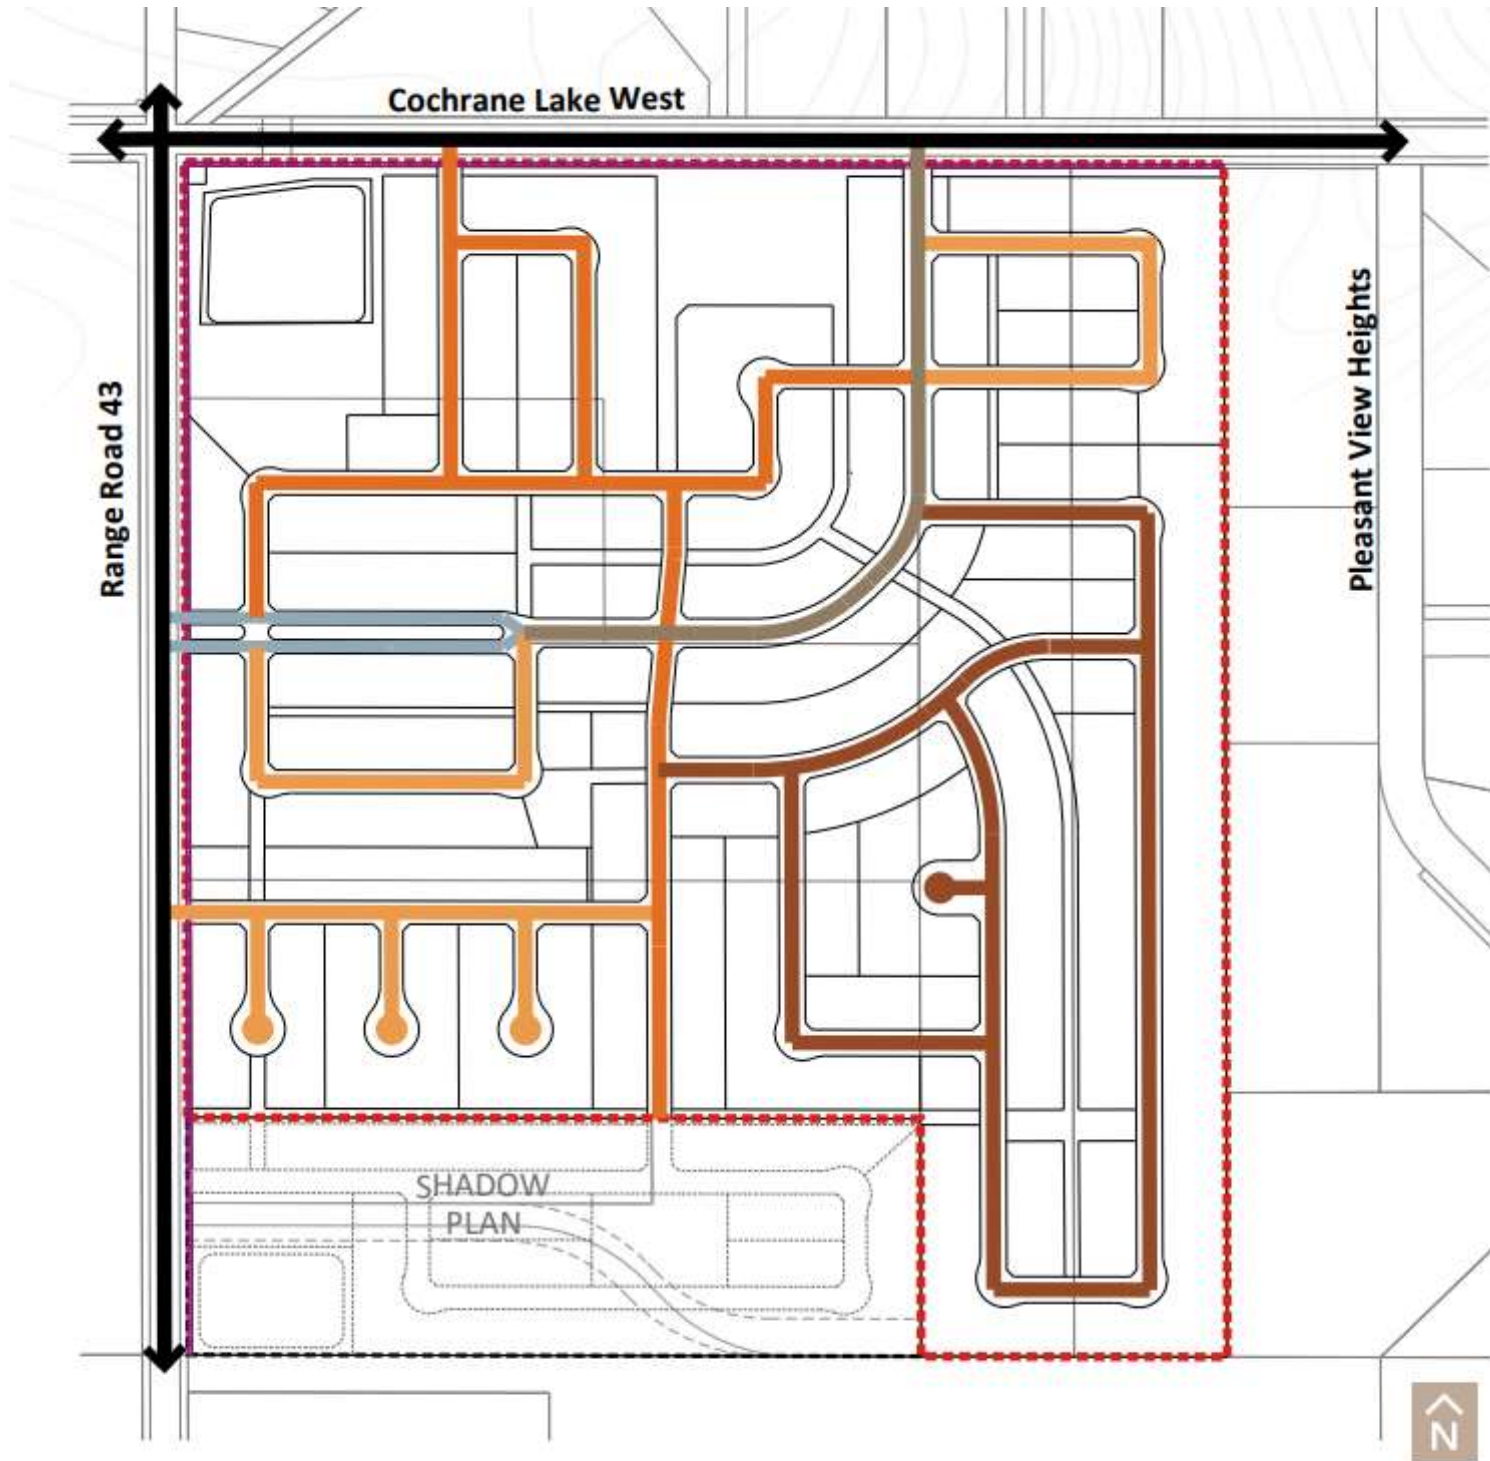 Cochrane Lake West
Range Road 43
Pleasant View Heights
SHADOW
PLAN
N